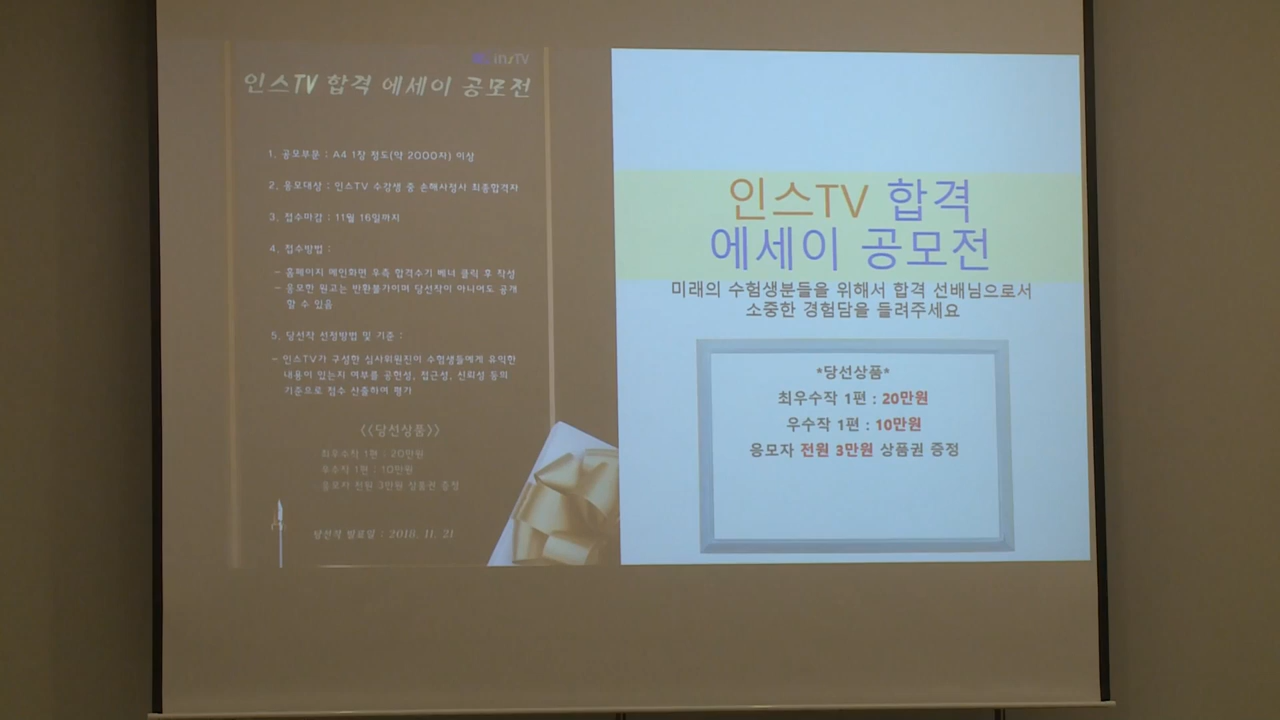 insTV
인스TV 합격 에세이 공모전
1. 공모부문 : A4 1장 정도(약 2000자) 이상
2. 응모대상 : 인스TV 수강생 중 손해사정사 최종합격자
3. 접수마감 : 11월 16일까지
4. 접수방법 :
- 홈페이지 메인화면 우측 합격수기 배너 클릭 후 작성
- 응모한 원고는 반환불가이며 당선작이 아니어도 공개
할 수 있음
5. 당선작 선정방법 및 기준 :
- 인스TV가 구성한 심사위원진이 수험생들에게 유익한
내용이 있는지 여부를 공헌성, 접근성, 신뢰성 등의
기준으로 점수 산출하여 평가
<<당선상품>>
최우수작 1편 : 20만원
우수작 1편 : 10만원
응모자 전원 3만원 상품권 증정
당선작 발표일 : 2018. 11. 21
인스TV 합격
에세이 공모전
미래의 수험생분들을 위해서 합격 선배님으로서
소중한 경험담을 들려주세요
*당선상품*
최우수작 1편 : 20만원
우수작 1편 : 10만원
응모자 전원 3만원 상품권 증정